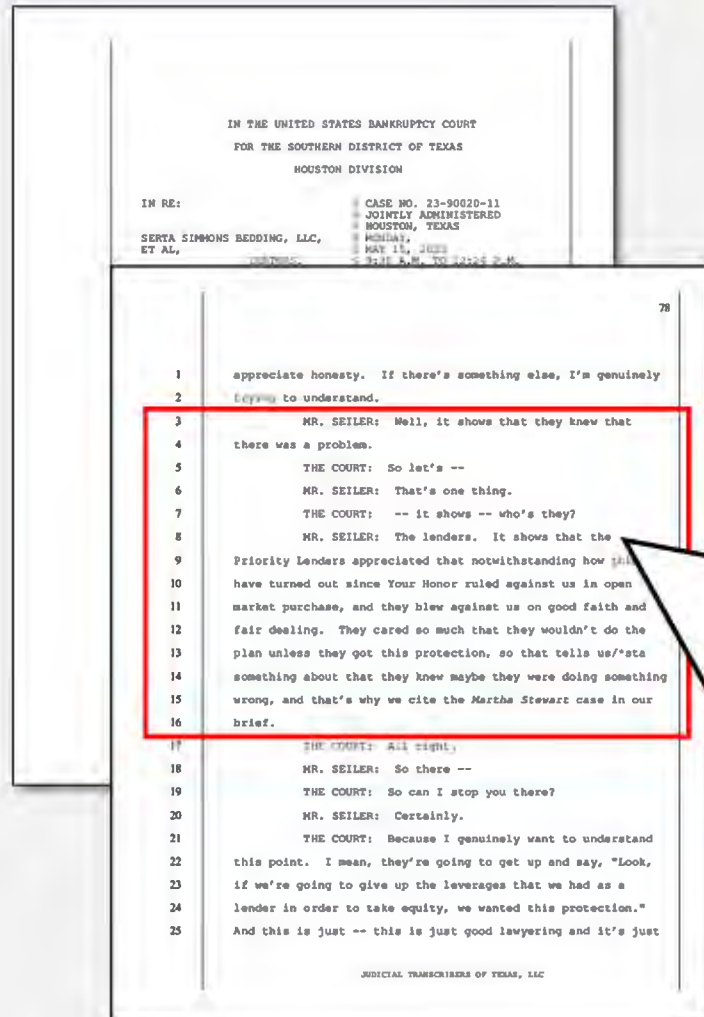 IN THE UNITED STATES BANKRUPTCY COURT
FOR THE SOUTHERN DISTRICT OF TEXAS
HOUSTON DIVISION
IN RE: CASE NO. 23-90020-11
JOINTLY ADMINISTERED
HOUSTON, TEXAS
SERTA SIMMONS BEDDING, LLC, MONDAY,
ET AL, MAY 15, 2023
DEBTORS. 9:35 A.M. TO 12:24 P.M.
78
1 appreciate honesty. If there's something else, I'm genuinely
2 trying to understand.
3 MR. SEILER: Well, it shows that they knew that
4 there was a problem.
5 THE COURT: So let's --
6 MR. SEILER: That's one thing.
7 THE COURT: -- it shows -- who's they?
8 MR. SEILER: The lenders. It shows that the
9 Priority Lenders appreciated that notwithstanding how
10 have turned out since Your Honor ruled against us in open
11 market purchase, and they blew against us on good faith and
12 fair dealing. They cared so much that they wouldn't do the
13 plan unless they got this protection, so that tells us/*sta
14 something about that they knew maybe they were doing something
15 wrong, and that's why we cite the Martha Stewart case in our
16 brief.
17 THE COURT: All right.
18 MR. SEILER: So there --
19 THE COURT: So can I stop you there?
20 MR. SEILER: Certainly.
21 THE COURT: Because I genuinely want to understand
22 this point. I mean, they're going to get up and say, "Look,
23 if we're going to give up the leverages that we had as a
24 lender in order to take equity, we wanted this protection."
25 And this is just -- this is just good lawyering and it's just
JUDICIAL TRANSCRIBERS OF TEXAS, LLC